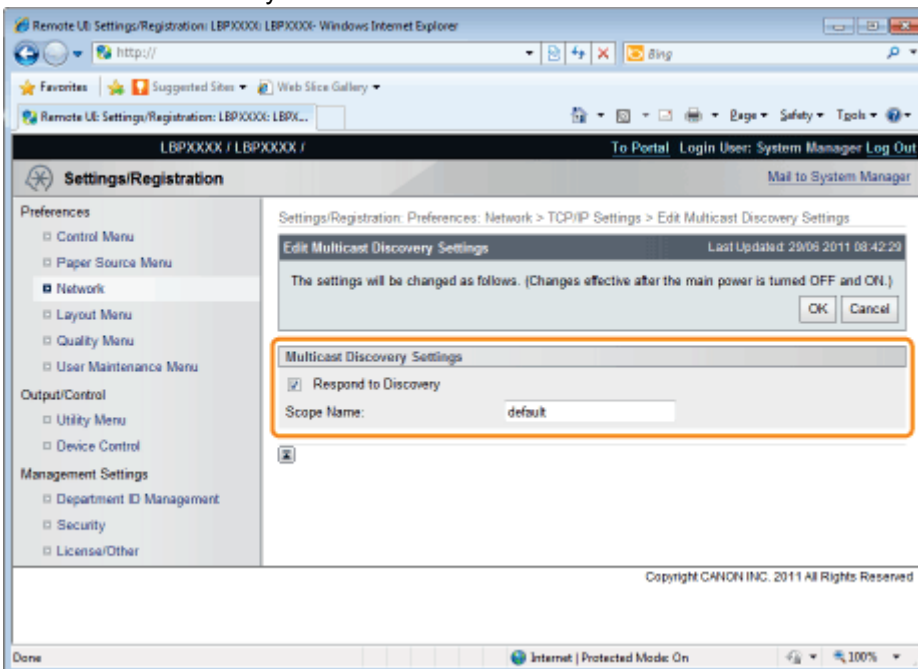 Remote UI: Settings/Registration: LBPXXXX: LBPXXXX- Windows Internet Explorer
http://
Bing
Favorites Suggested Sites Web Slice Gallery
Remote UI: Settings/Registration: LBPXXXX: LBPX... Page Safety Tools
LBPXXXX / LBPXXXX / To Portal Login User: System Manager Log Out
Settings/Registration Mail to System Manager
Preferences
Control Menu
Paper Source Menu
Network
Layout Menu
Quality Menu
User Maintenance Menu
Output/Control
Utility Menu
Device Control
Management Settings
Department ID Management
Security
License/Other
Settings/Registration: Preferences: Network > TCP/IP Settings > Edit Multicast Discovery Settings
Edit Multicast Discovery Settings Last Updated: 29/06 2011 08:42:29
The settings will be changed as follows. (Changes effective after the main power is turned OFF and ON.)
OK Cancel
Multicast Discovery Settings
Respond to Discovery
Scope Name: default
Copyright CANON INC. 2011 All Rights Reserved
Done Internet | Protected Mode: On 100%